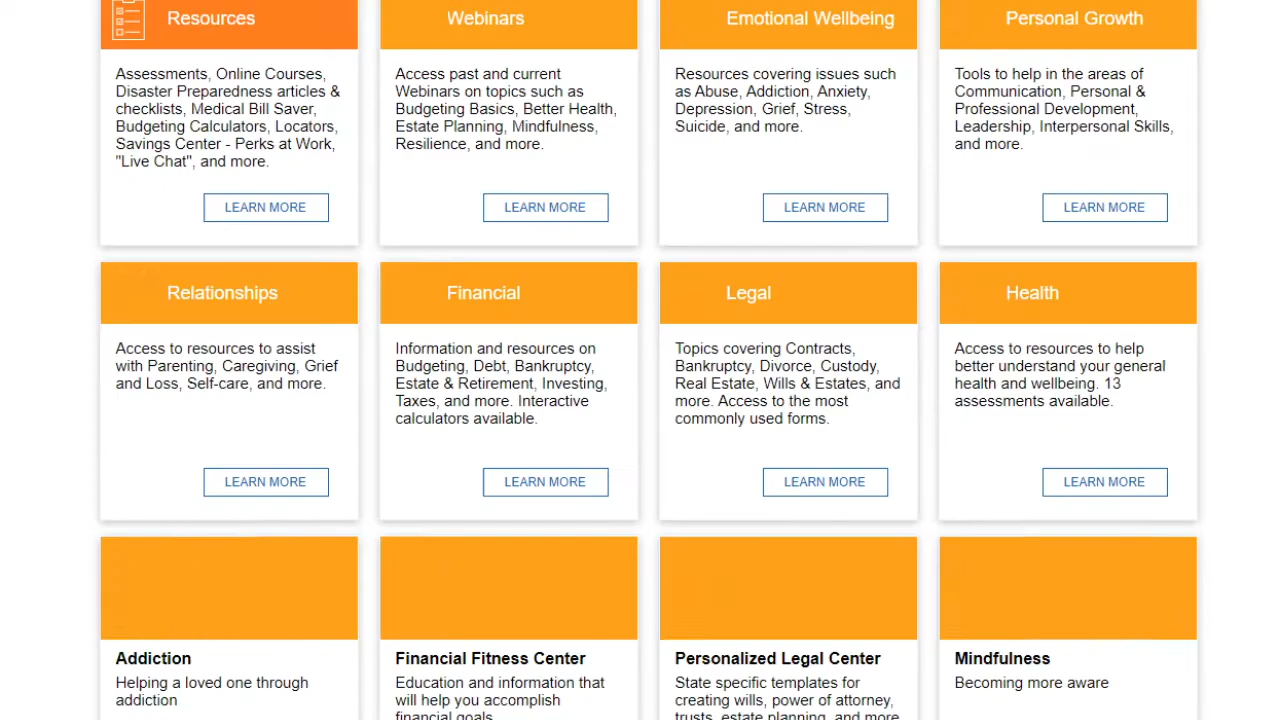 Resources
Webinars
Emotional Wellbeing
Personal Growth
Assessments, Online Courses,
Disaster Preparedness articles &
checklists, Medical Bill Saver,
Budgeting Calculators, Locators,
Savings Center - Perks at Work,
"Live Chat", and more.
LEARN MORE
Access past and current
Webinars on topics such as
Budgeting Basics, Better Health,
Estate Planning, Mindfulness,
Resilience, and more.
LEARN MORE
Resources covering issues such
as Abuse, Addiction, Anxiety,
Depression, Grief, Stress,
Suicide, and more.
LEARN MORE
Tools to help in the areas of
Communication, Personal &
Professional Development,
Leadership, Interpersonal Skills,
and more.
LEARN MORE
Relationships
Financial
Legal
Health
Access to resources to assist
with Parenting, Caregiving, Grief
and Loss, Self-care, and more.
LEARN MORE
Information and resources on
Budgeting, Debt, Bankruptcy,
Estate & Retirement, Investing,
Taxes, and more. Interactive
calculators available.
LEARN MORE
Topics covering Contracts,
Bankruptcy, Divorce, Custody,
Real Estate, Wills & Estates, and
more. Access to the most
commonly used forms.
LEARN MORE
Access to resources to help
better understand your general
health and wellbeing. 13
assessments available.
LEARN MORE
Addiction
Helping a loved one through
addiction
Financial Fitness Center
Education and information that
will help you accomplish
financial goals
Personalized Legal Center
State specific templates for
creating wills, power of attorney,
trusts, estate planning, and more
Mindfulness
Becoming more aware